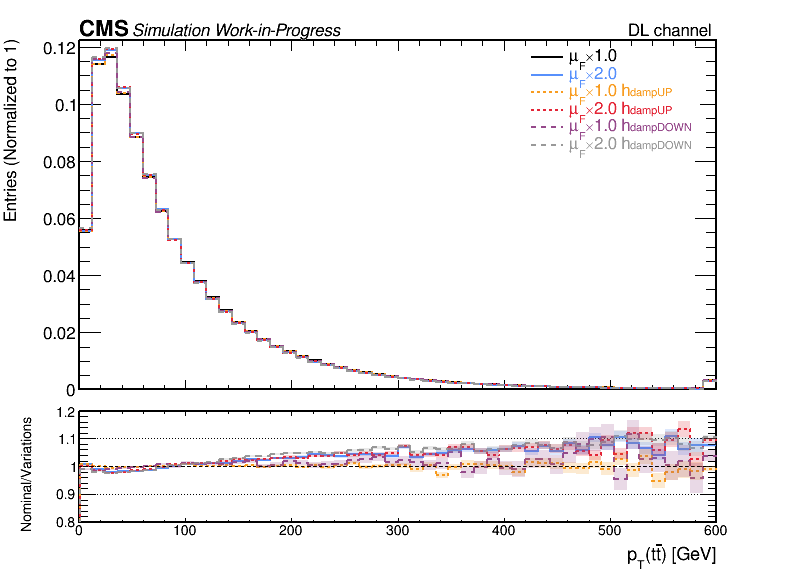 CMS Simulation Work-in-Progress DL channel
Entries (Normalized to 1)
0.12
0.1
0.08
0.06
0.04
0.02
0
μF×1.0
μF×2.0
μF×1.0 hdampUP
μF×2.0 hdampUP
μF×1.0 hdampDOWN
μF×2.0 hdampDOWN
Nominal/Variations
1.2
1.1
1
0.9
0.8
0 100 200 300 400 500 600
pT(tt̄) [GeV]